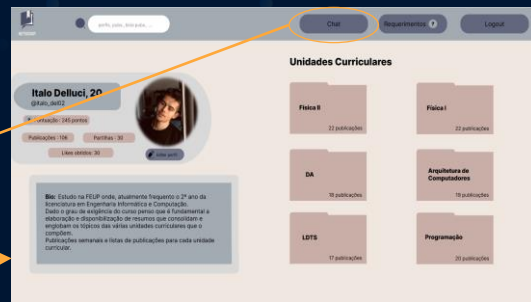 perfis, posts, disciplinas, ...
Chat
Requerimentos 7
Logout
Italo Delluci, 20
@italo_del02
Pontuação : 245 pontos
Publicações : 106
Partilhas : 30
Likes obtidos: 30
editar perfil
Bio: Estudo na FEUP onde, atualmente frequento o 2º ano da
licenciatura em Engenharia Informática e Computação.
Dado o grau de exigência do curso penso que é fundamental a
elaboração e disponibilização de resumos que consolidam e
englobam os tópicos das várias unidades curriculares que o
compõem.
Publicações semanais e listas de publicações para cada unidade
curricular.
Unidades Curriculares
Física II
22 publicações
Física I
22 publicações
DA
18 publicações
Arquitetura de
Computadores
19 publicações
LDTS
17 publicações
Programação
20 publicações